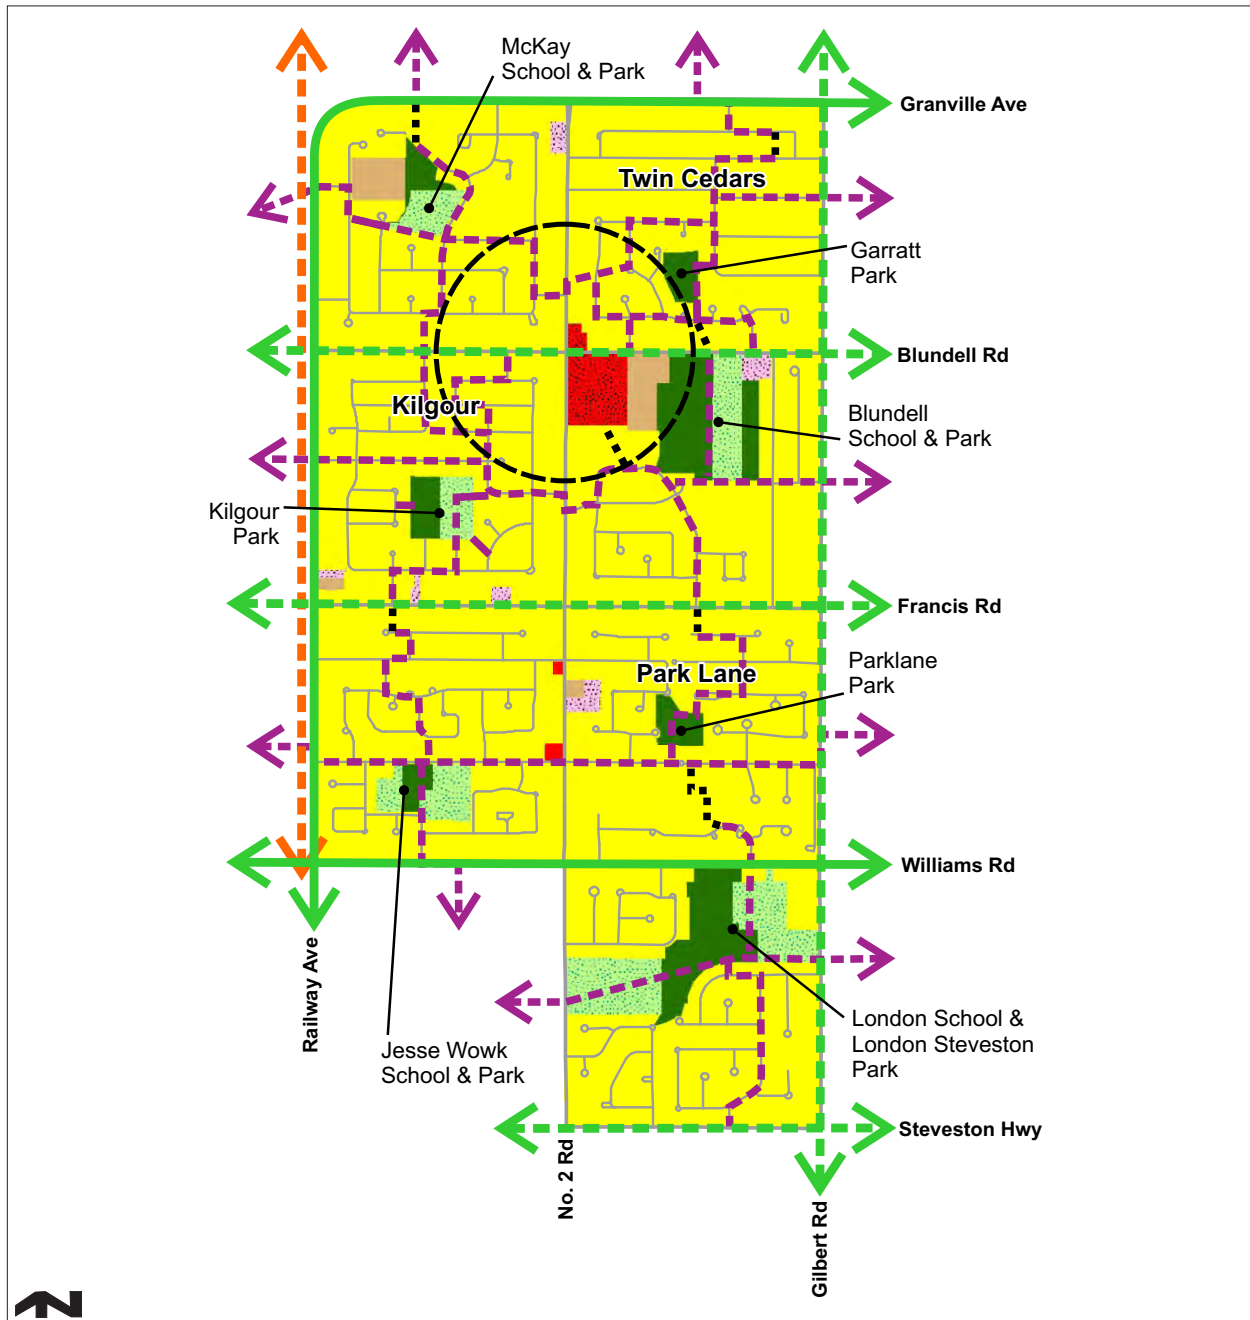 McKay
School & Park
Granville Ave
Twin Cedars
Garratt
Park
Blundell Rd
Kilgour
Blundell
School & Park
Kilgour
Park
Francis Rd
Park Lane
Parklane
Park
Williams Rd
Railway Ave
Jesse Wowk
School & Park
London School &
London Steveston
Park
Steveston Hwy
No. 2 Rd
Gilbert Rd